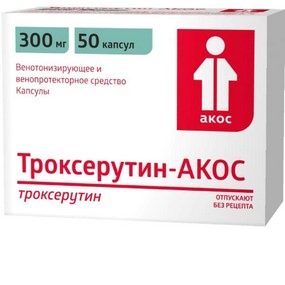 300 мг 50 капсул
Венотонизирующее и
венопротекторное средство
Капсулы
акос
Троксерутин-АКОС
троксерутин
ОТПУСКАЮТ
БЕЗ РЕЦЕПТА